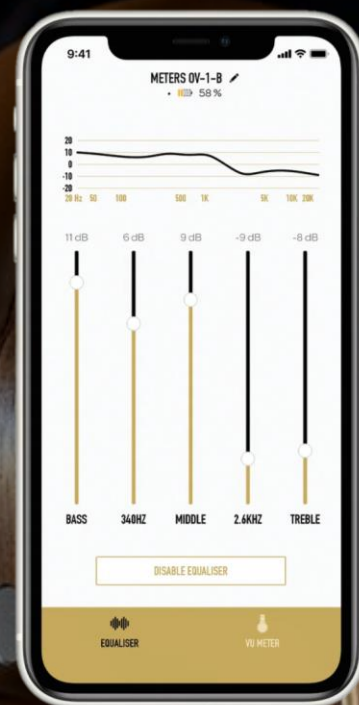 9:41
METERS OV-1-B
58%
20
10
0
-10
-20
20 Hz 50 100 500 1K 5K 10K 20K
11 dB 6 dB 9 dB -9 dB -8 dB
BASS 340HZ MIDDLE 2.6KHZ TREBLE
DISABLE EQUALISER
EQUALISER VU METER